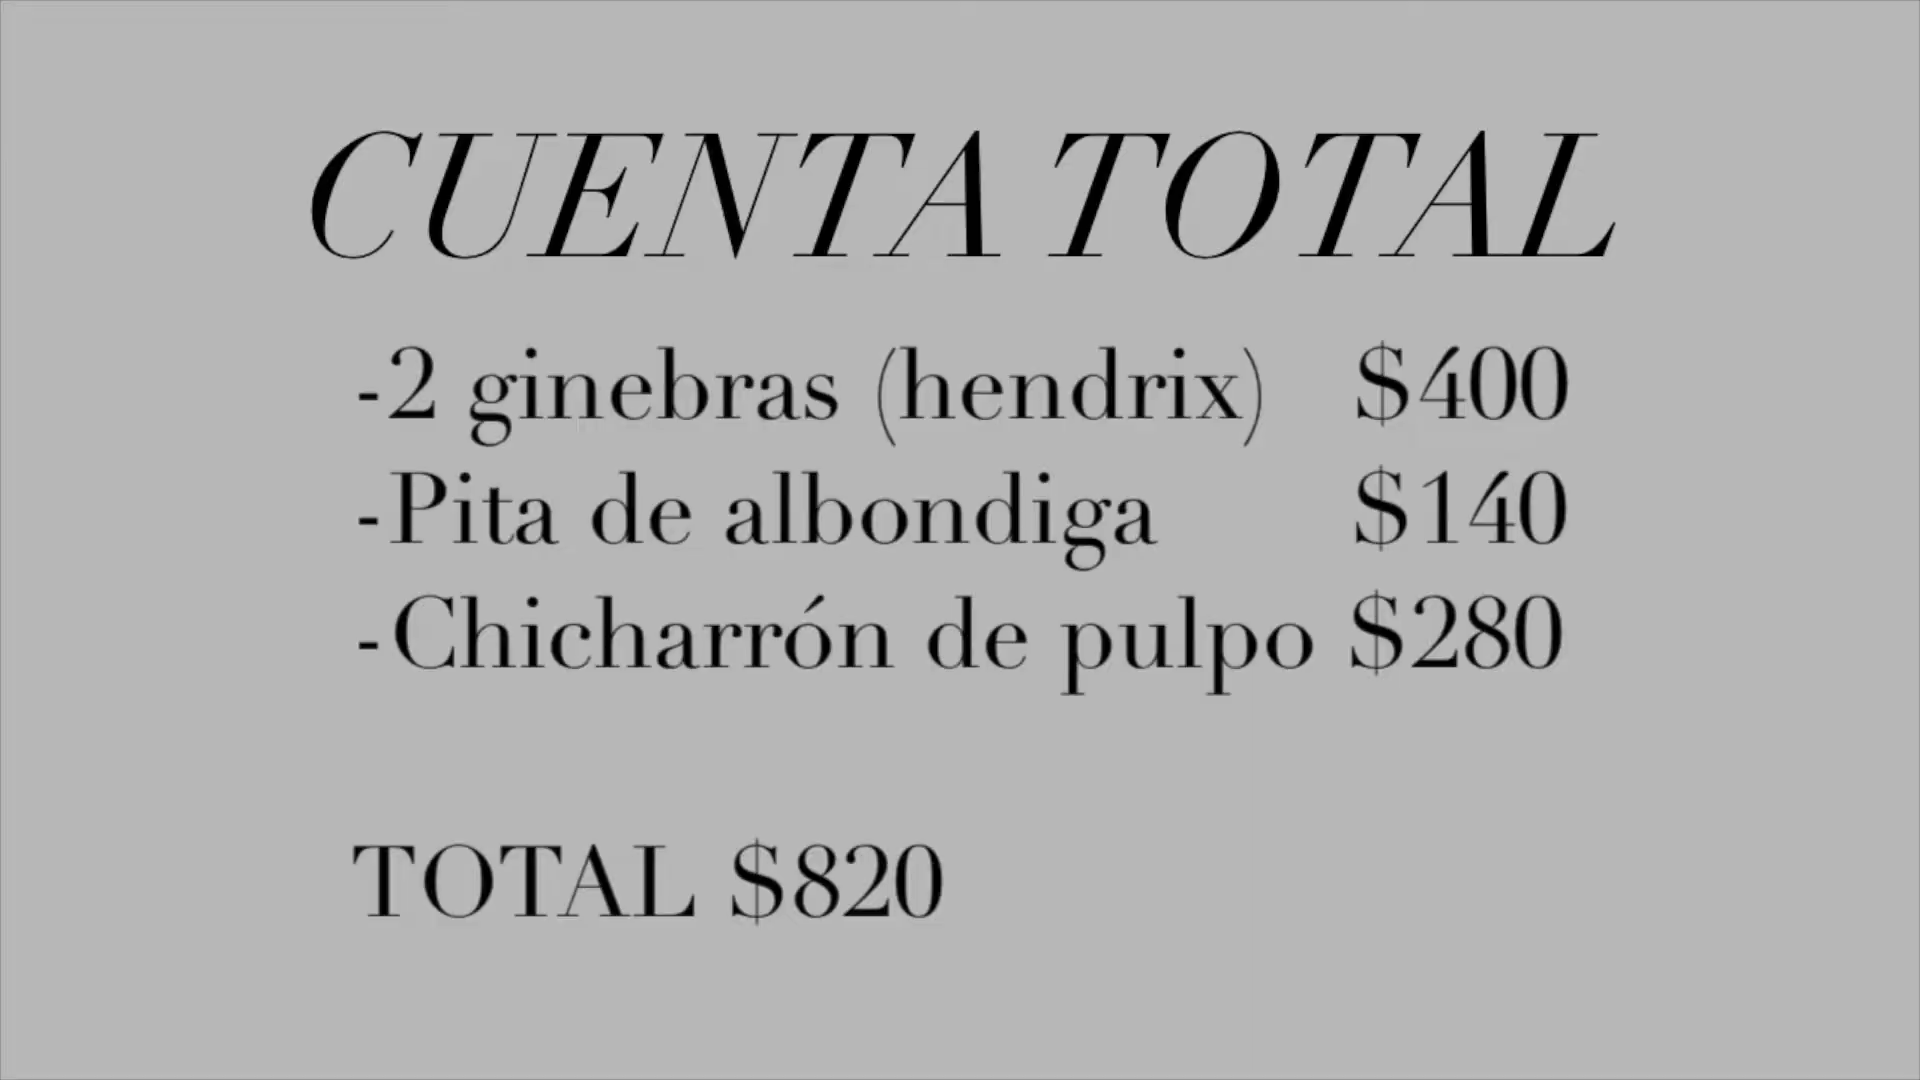 CUENTA TOTAL
-2 ginebras (hendrix) $400
-Pita de albondiga $140
-Chicharrón de pulpo $280
TOTAL $820